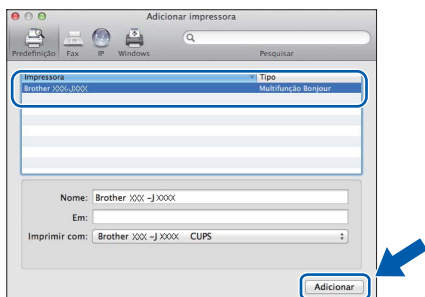 Adicionar impressora
Predefinição Fax IP Windows Pesquisar
Impressora Tipo
Brother XXX-JXXX Multifunção Bonjour
Nome: Brother XXX -J XXXX
Em:
Imprimir com: Brother XXX -J XXXX CUPS
Adicionar